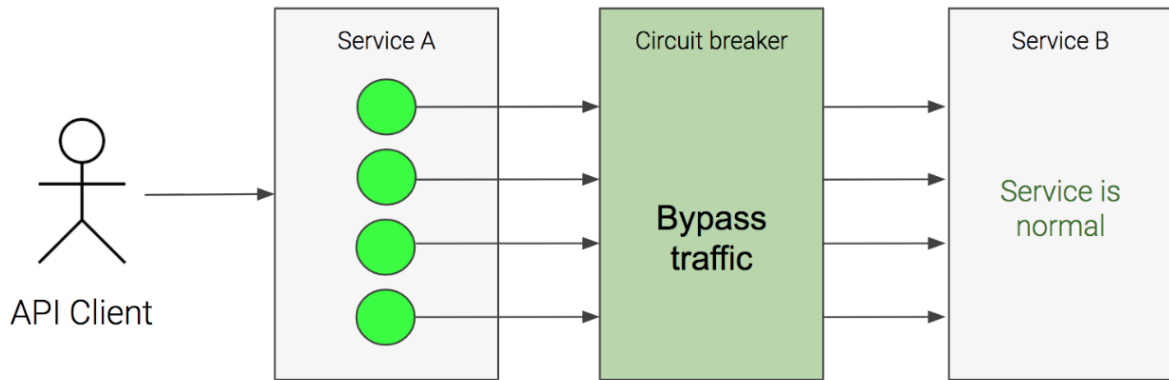 Service A
Circuit breaker
Service B
Bypass
traffic
Service is
normal
API Client